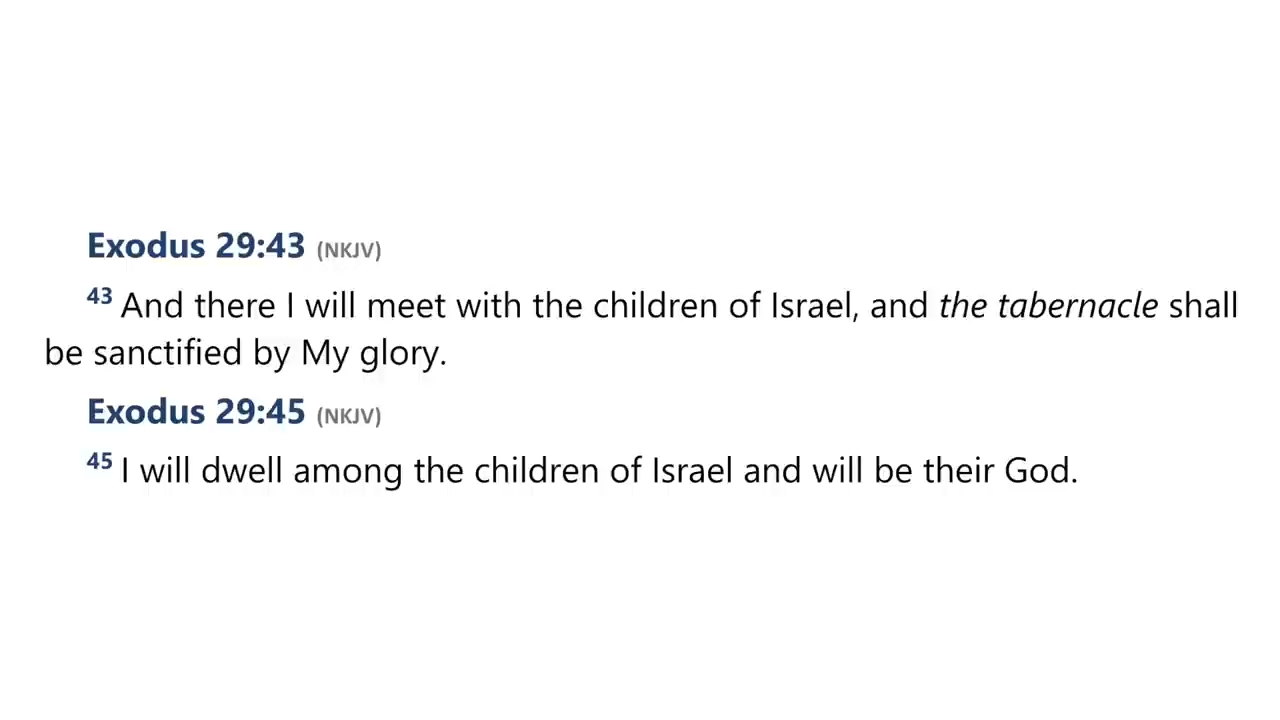 Exodus 29:43 (NKJV)
43 And there I will meet with the children of Israel, and the tabernacle shall
be sanctified by My glory.
Exodus 29:45 (NKJV)
45 I will dwell among the children of Israel and will be their God.